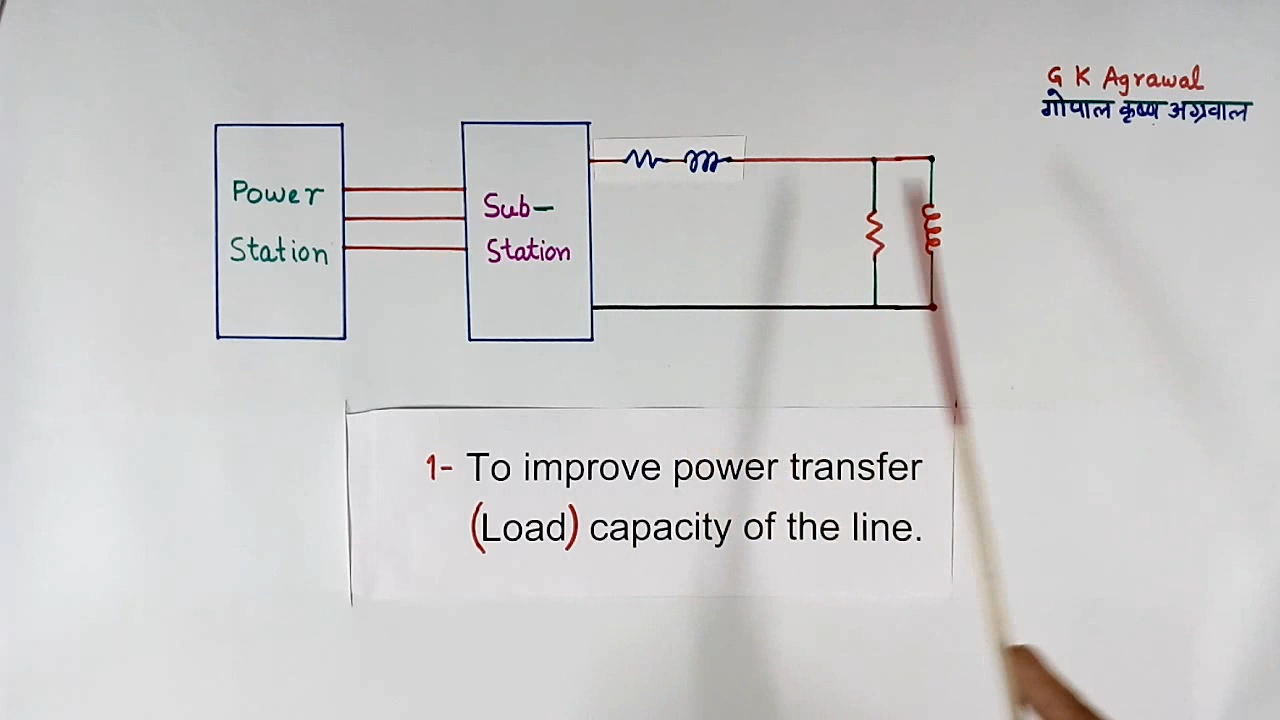 G K Agrawal
गोपाल कृष्ण अग्रवाल
Power
Station
Sub-
Station
1- To improve power transfer
(Load) capacity of the line.